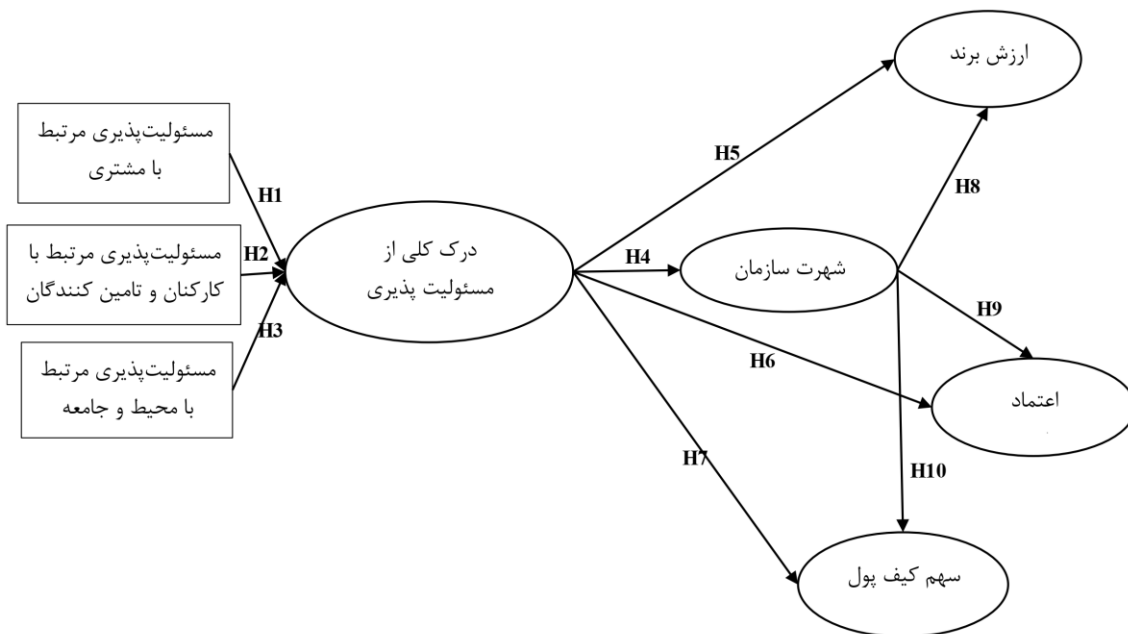 مسئولیت‌پذیری مرتبط
با مشتری
مسئولیت‌پذیری مرتبط با
کارکنان و تامین کنندگان
مسئولیت‌پذیری مرتبط
با محیط و جامعه
H1
H2
H3
درک کلی از
مسئولیت پذیری
H5
H4
H6
H7
شهرت سازمان
H8
H9
H10
ارزش برند
اعتماد
سهم کیف پول